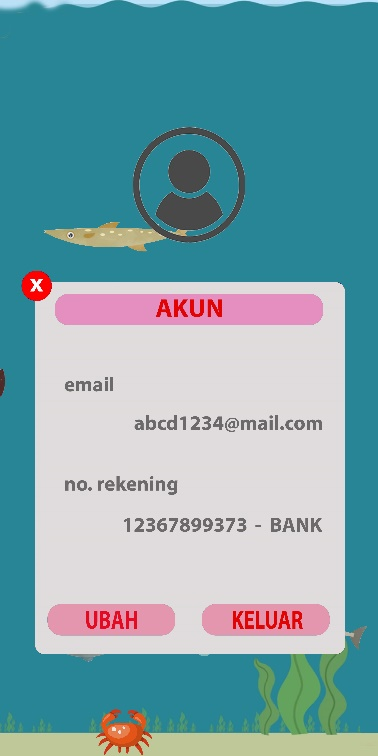 X
AKUN
email
abcd1234@mail.com
no. rekening
12367899373 - BANK
UBAH
KELUAR